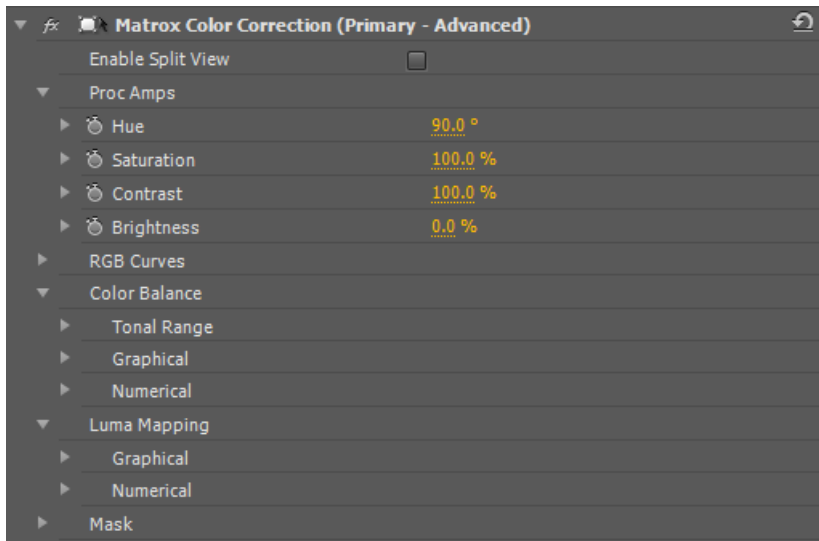 fx Matrox Color Correction (Primary - Advanced)
Enable Split View
Proc Amps
Hue 90.0 °
Saturation 100.0 %
Contrast 100.0 %
Brightness 0.0 %
RGB Curves
Color Balance
Tonal Range
Graphical
Numerical
Luma Mapping
Graphical
Numerical
Mask